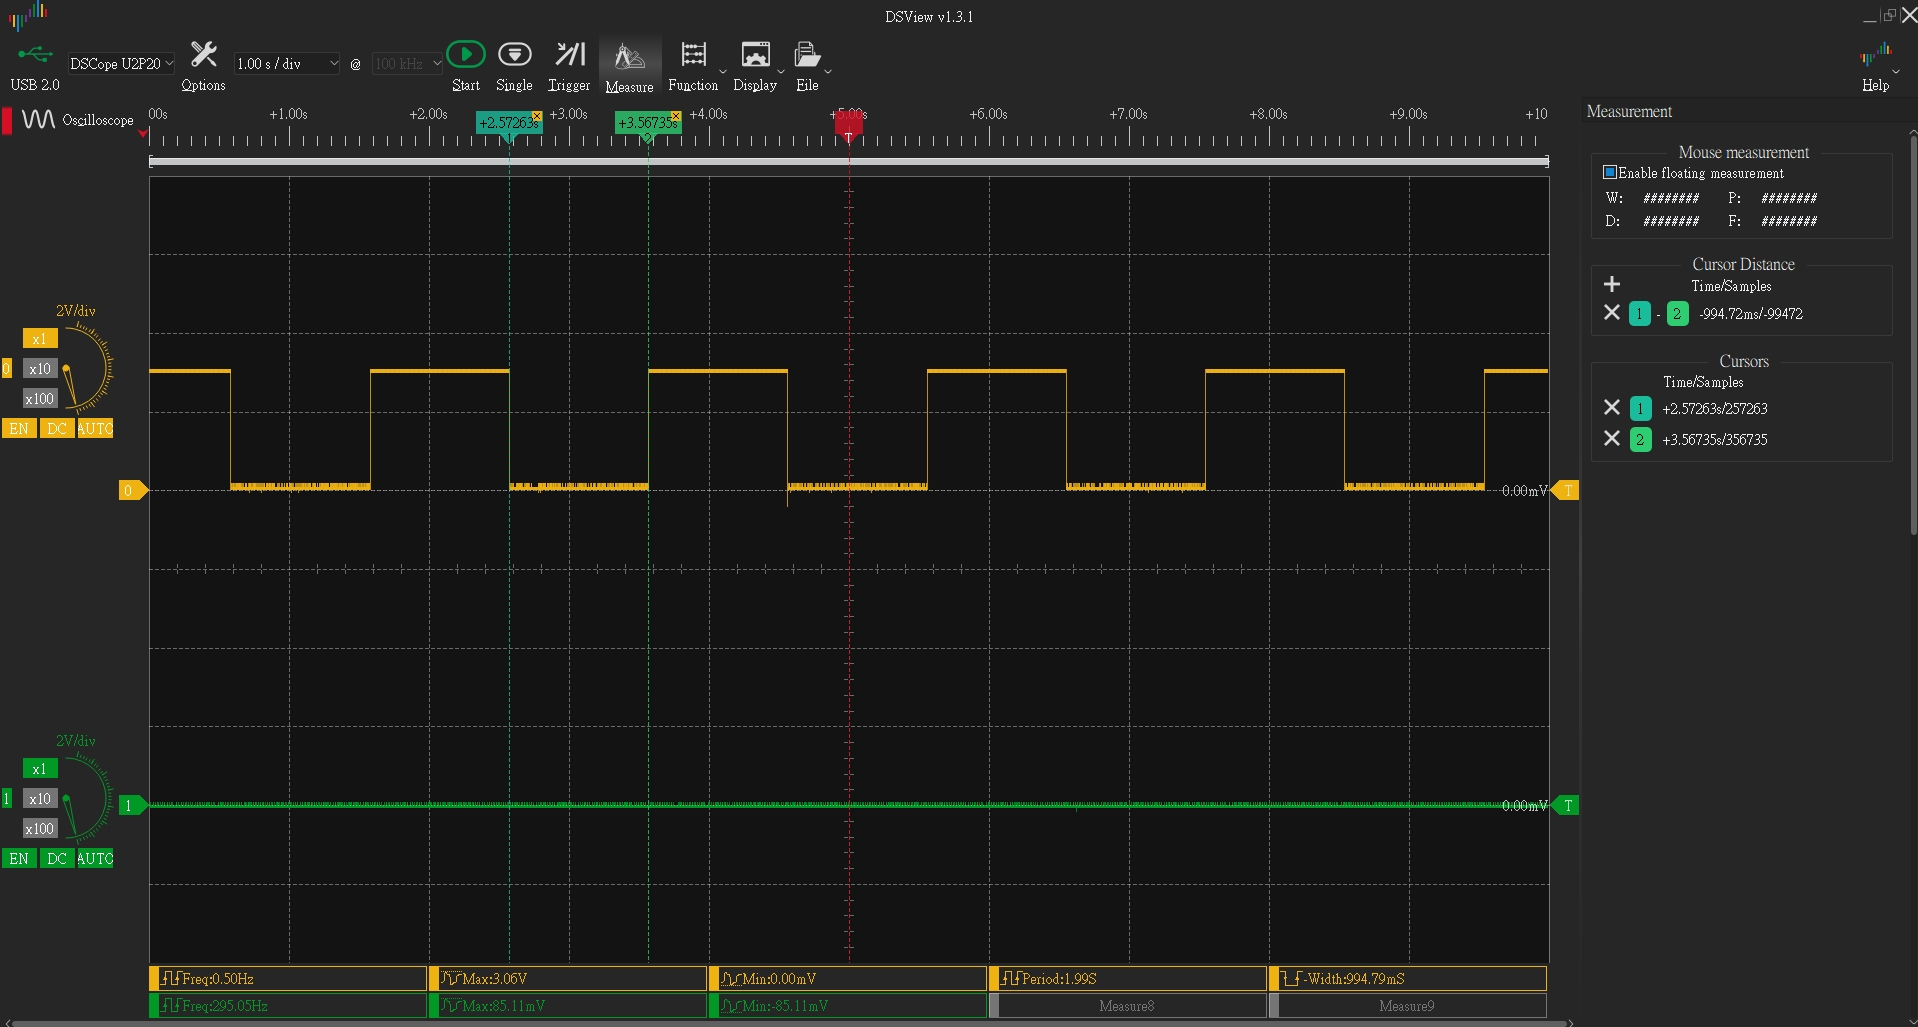 DSView v1.3.1
USB 2.0
DSCope U2P20
Options
1.00 s / div
@
100 kHz
Start
Single
Trigger
Measure
Function
Display
File
Help
Oscilloscope
00s
+1.00s
+2.00s
+3.00s
+4.00s
+5.00s
+6.00s
+7.00s
+8.00s
+9.00s
+10
+2.57263s
1
+3.56735s
2
T
2V/div
x1
0
x10
x100
EN DC AUTO
0
0.00mV
T
2V/div
x1
1
x10
x100
EN DC AUTO
1
0.00mV
T
Freq:0.50Hz
Max:3.06V
Min:0.00mV
Period:1.99S
-Width:994.79mS
Freq:295.05Hz
Max:85.11mV
Min:-85.11mV
Measure8
Measure9
Measurement
Mouse measurement
Enable floating measurement
W: ######## P: ########
D: ######## F: ########
Cursor Distance
Time/Samples
1 - 2 -994.72ms/-99472
Cursors
Time/Samples
1 +2.57263s/257263
2 +3.56735s/356735